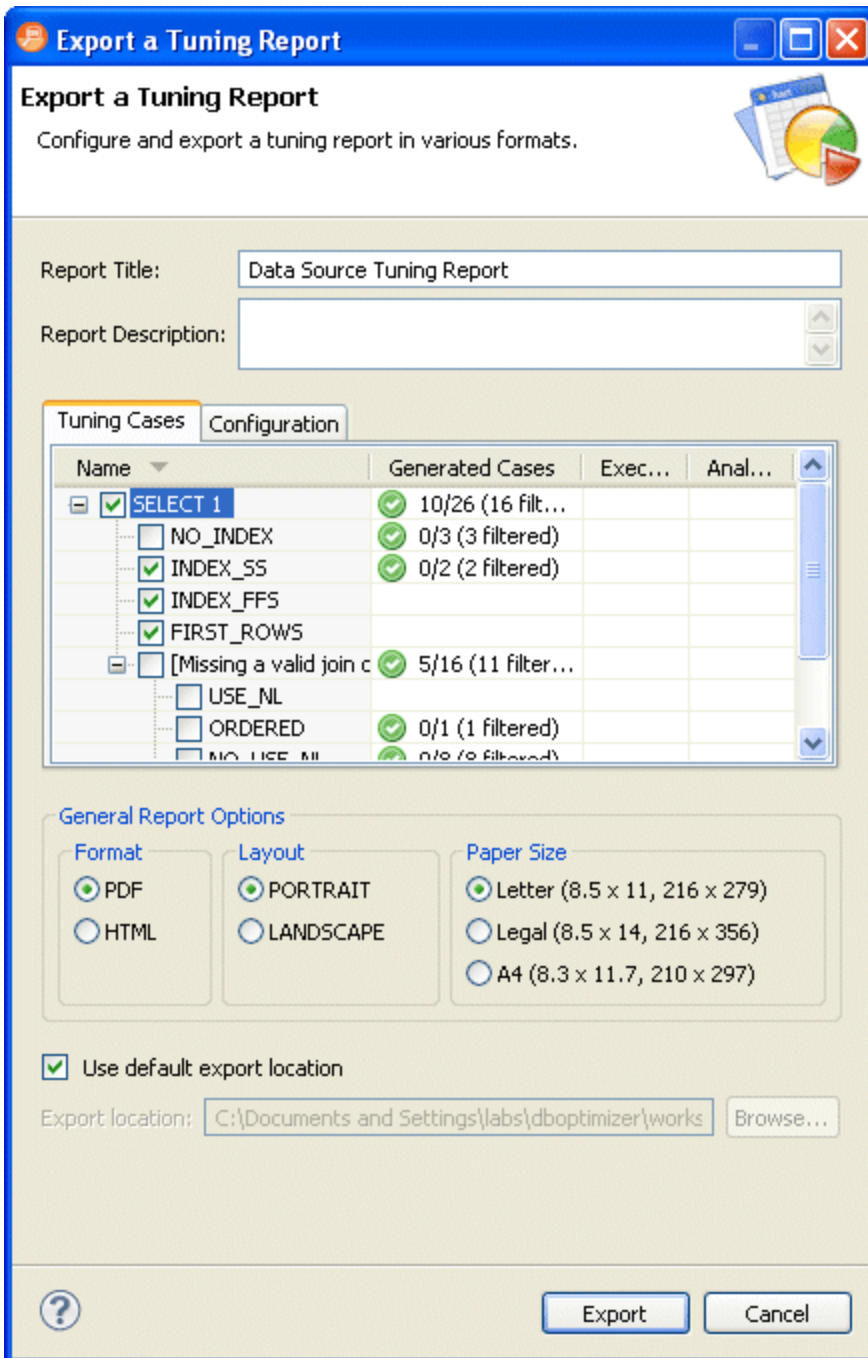 Export a Tuning Report
Export a Tuning Report
Configure and export a tuning report in various formats.
Report Title: Data Source Tuning Report
Report Description:
Tuning Cases Configuration
Name Generated Cases Exec... Anal...
SELECT 1 10/26 (16 filt...
NO_INDEX 0/3 (3 filtered)
INDEX_SS 0/2 (2 filtered)
INDEX_FFS
FIRST_ROWS
[Missing a valid join c 5/16 (11 filter...
USE_NL
ORDERED 0/1 (1 filtered)
NO_USE_NL 0/8 (8 filtered)
General Report Options
Format Layout Paper Size
PDF PORTRAIT Letter (8.5 x 11, 216 x 279)
HTML LANDSCAPE Legal (8.5 x 14, 216 x 356)
A4 (8.3 x 11.7, 210 x 297)
Use default export location
Export location: C:\Documents and Settings\labs\dboptimizer\works Browse...
? Export Cancel